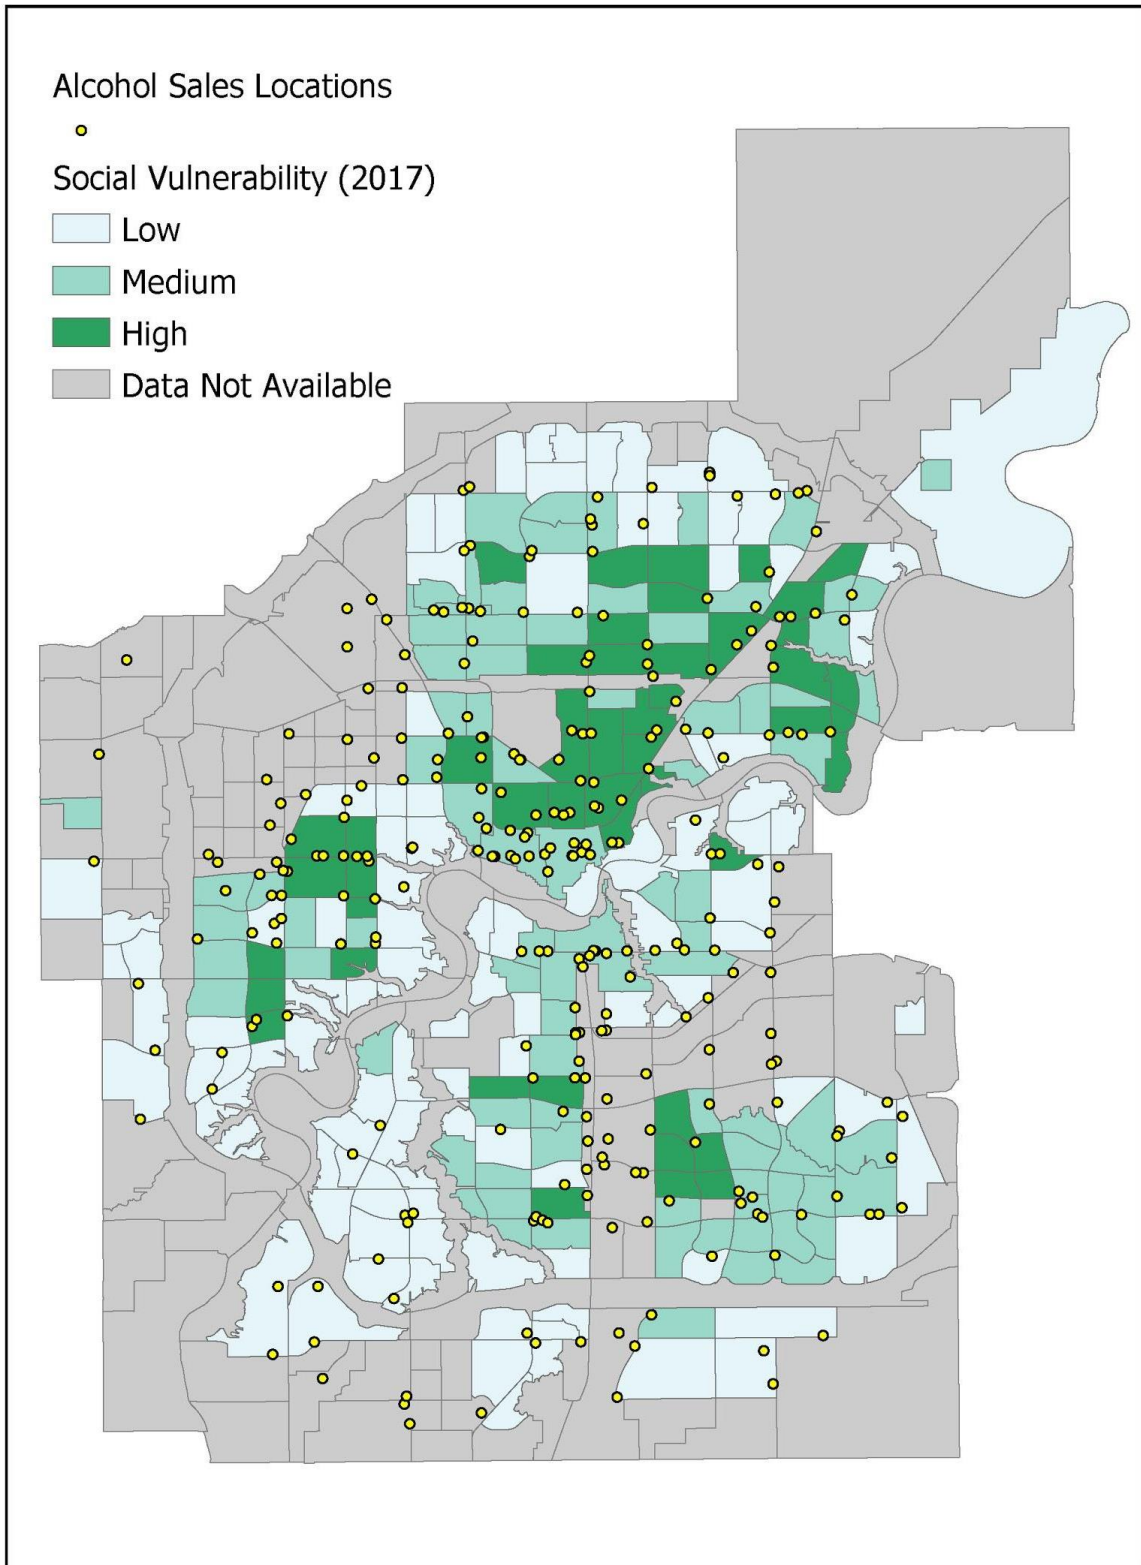 Alcohol Sales Locations
Social Vulnerability (2017)
Low
Medium
High
Data Not Available